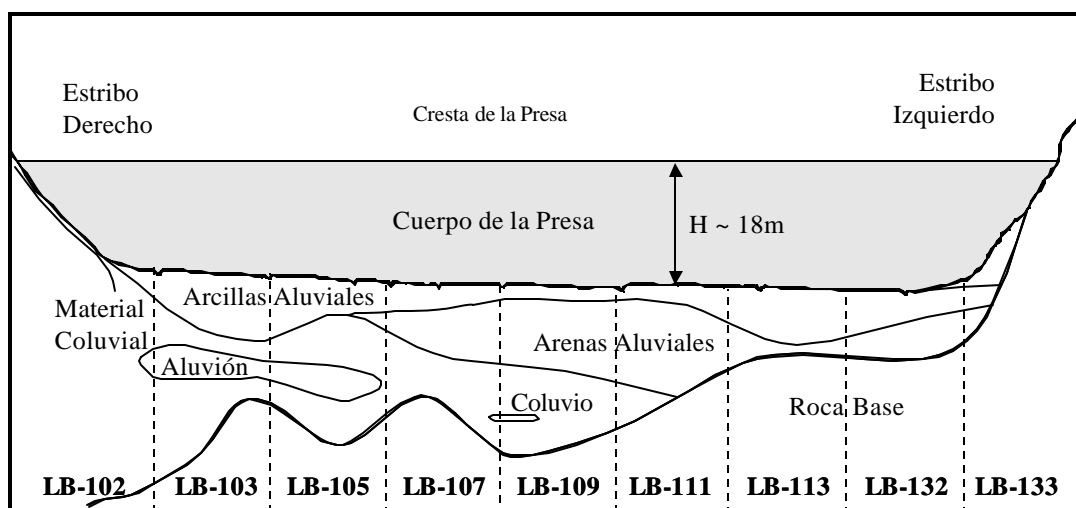 Estribo
Derecho
Cresta de la Presa
Estribo
Izquierdo
Cuerpo de la Presa
H ~ 18m
Material
Coluvial
Arcillas Aluviales
Arenas Aluviales
Aluvión
Coluvio
Roca Base
LB-102 LB-103 LB-105 LB-107 LB-109 LB-111 LB-113 LB-132 LB-133